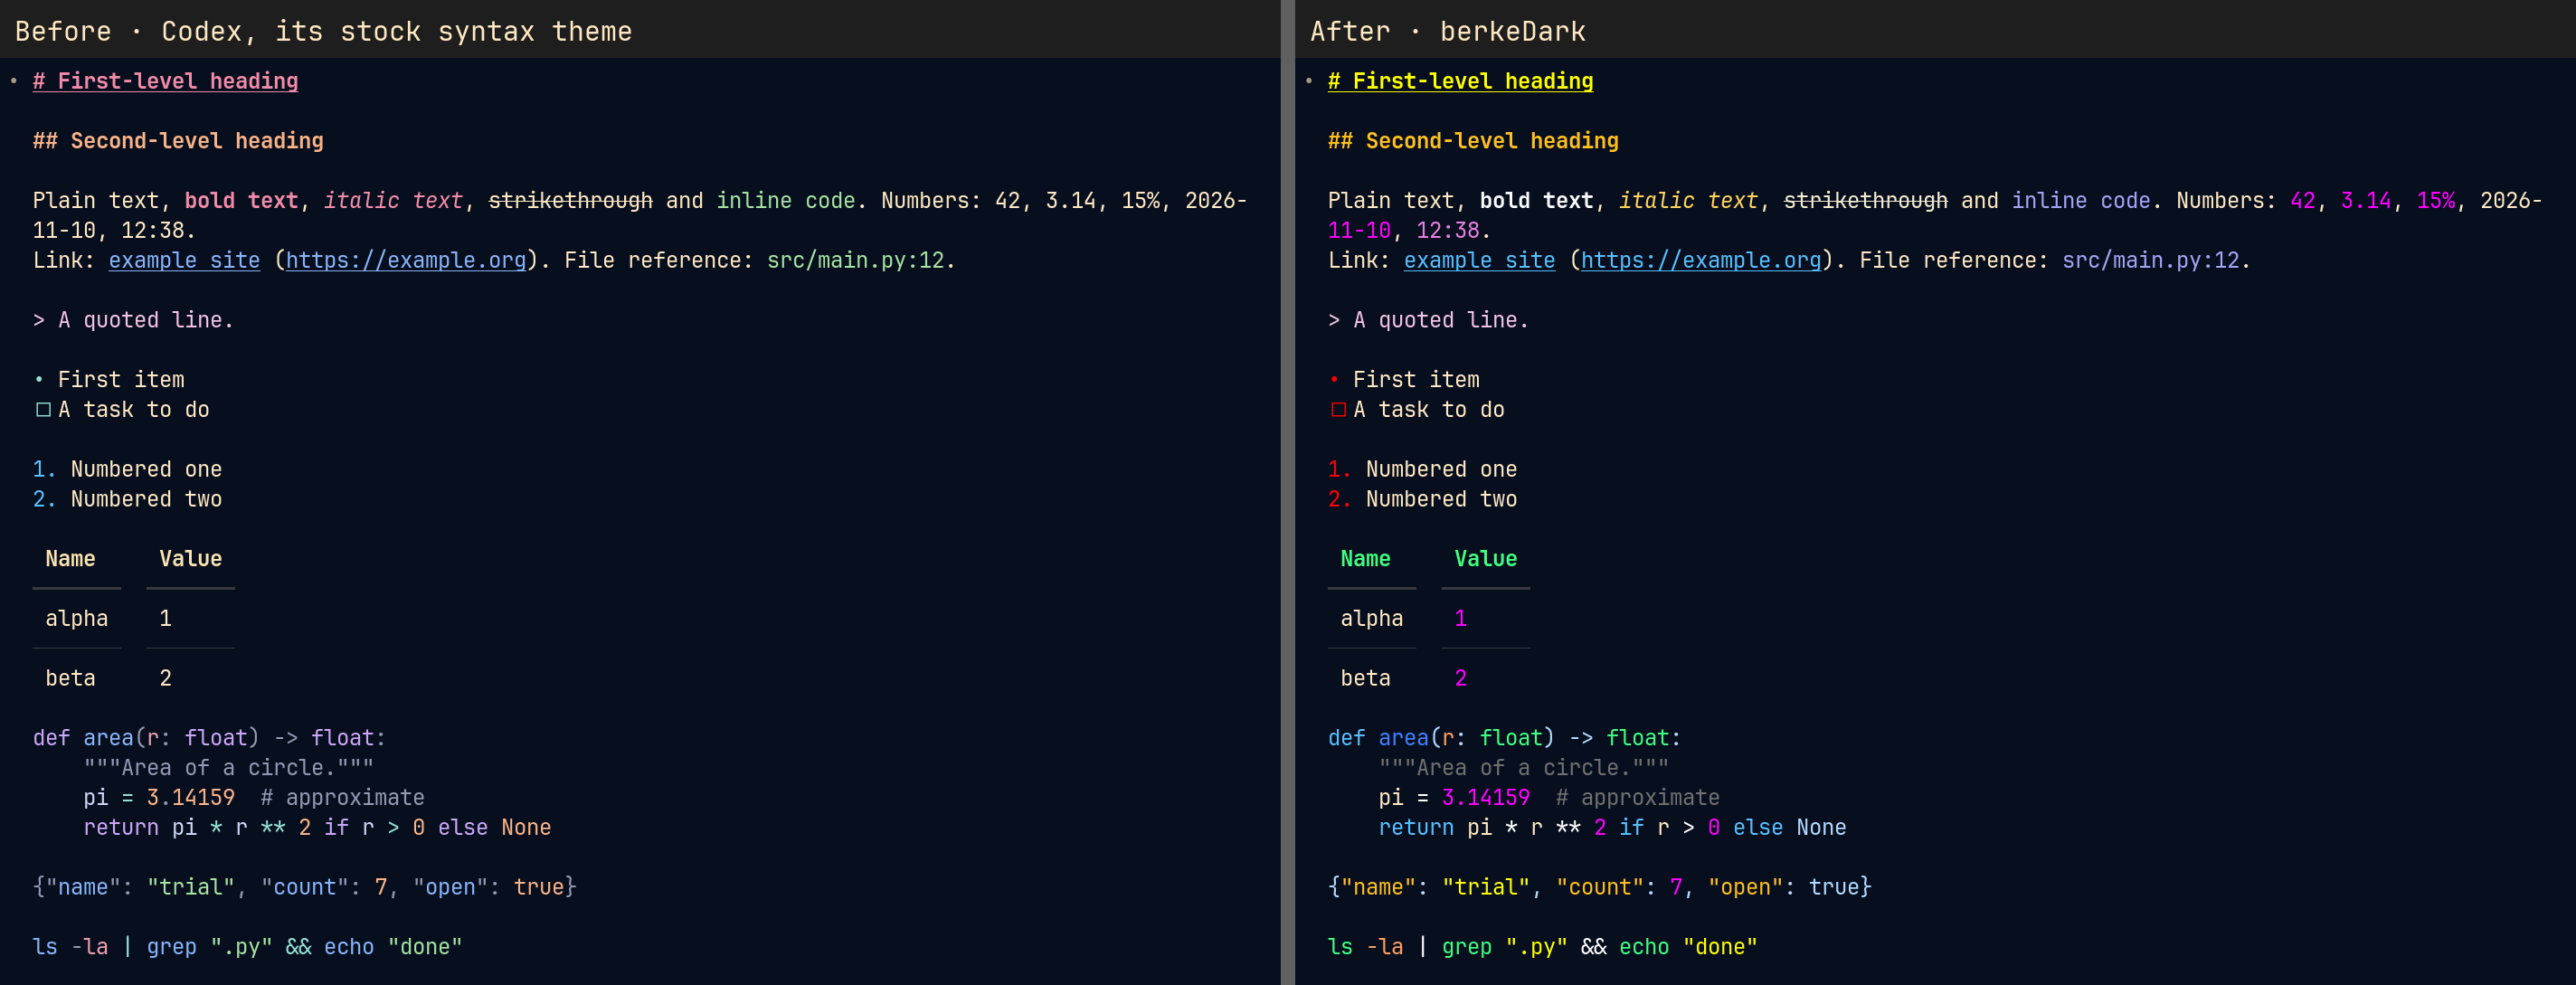 Before · Codex, its stock syntax theme
• # First-level heading
## Second-level heading
Plain text, bold text, italic text, strikethrough and inline code. Numbers: 42, 3.14, 15%, 2026-
11-10, 12:38.
Link: example site (https://example.org). File reference: src/main.py:12.
> A quoted line.
• First item
□ A task to do
1. Numbered one
2. Numbered two
Name Value
alpha 1
beta 2
def area(r: float) -> float:
    """Area of a circle."""
    pi = 3.14159  # approximate
    return pi * r ** 2 if r > 0 else None
{"name": "trial", "count": 7, "open": true}
ls -la | grep ".py" && echo "done"
After · berkeDark
• # First-level heading
## Second-level heading
Plain text, bold text, italic text, strikethrough and inline code. Numbers: 42, 3.14, 15%, 2026-
11-10, 12:38.
Link: example site (https://example.org). File reference: src/main.py:12.
> A quoted line.
• First item
□ A task to do
1. Numbered one
2. Numbered two
Name Value
alpha 1
beta 2
def area(r: float) -> float:
    """Area of a circle."""
    pi = 3.14159  # approximate
    return pi * r ** 2 if r > 0 else None
{"name": "trial", "count": 7, "open": true}
ls -la | grep ".py" && echo "done"